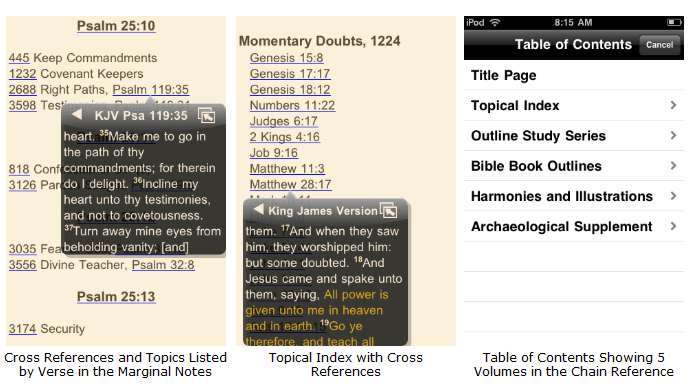 Psalm 25:10
445 Keep Commandments
1232 Covenant Keepers
2688 Right Paths, Psalm 119:35
3598
KJV Psa 119:35
heart. 35Make me to go in
the path of thy
commandments; for therein
do I delight. 36Incline my
heart unto thy testimonies,
and not to covetousness.
37Turn away mine eyes from
beholding vanity; [and]
818
3126
3035
3556 Divine Teacher, Psalm 32:8
Psalm 25:13
3174 Security
Cross References and Topics Listed
by Verse in the Marginal Notes
Momentary Doubts, 1224
Genesis 15:8
Genesis 17:17
Genesis 18:12
Numbers 11:22
Judges 6:17
2 Kings 4:16
Job 9:16
Matthew 11:3
Matthew 28:17
King James Version
them. 17And when they saw
him, they worshipped him:
but some doubted. 18And
Jesus came and spake unto
them, saying, All power is
given unto me in heaven
and in earth. 19Go ye
therefore, and teach all
Topical Index with Cross
References
iPod 8:15 AM
Table of Contents Cancel
Title Page
Topical Index
Outline Study Series
Bible Book Outlines
Harmonies and Illustrations
Archaeological Supplement
Table of Contents Showing 5
Volumes in the Chain Reference